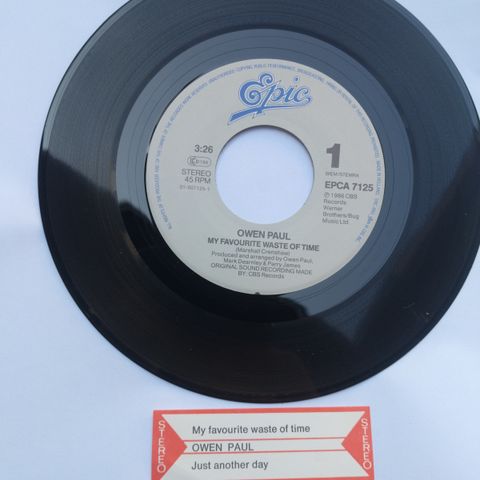 Epic
3:26
STEREO
45 RPM
1
BIEM/STEMRA
EPCA 7125
℗ 1986 CBS
Records
Warner
Brothers/Bug
Music Ltd.
OWEN PAUL
MY FAVOURITE WASTE OF TIME
(Marshall Crenshaw)
Produced and arranged by Owen Paul,
Mark Dearnley & Parry James
ORIGINAL SOUND RECORDING MADE
BY: CBS Records
STEREO
My favourite waste of time
OWEN PAUL
Just another day
STEREO